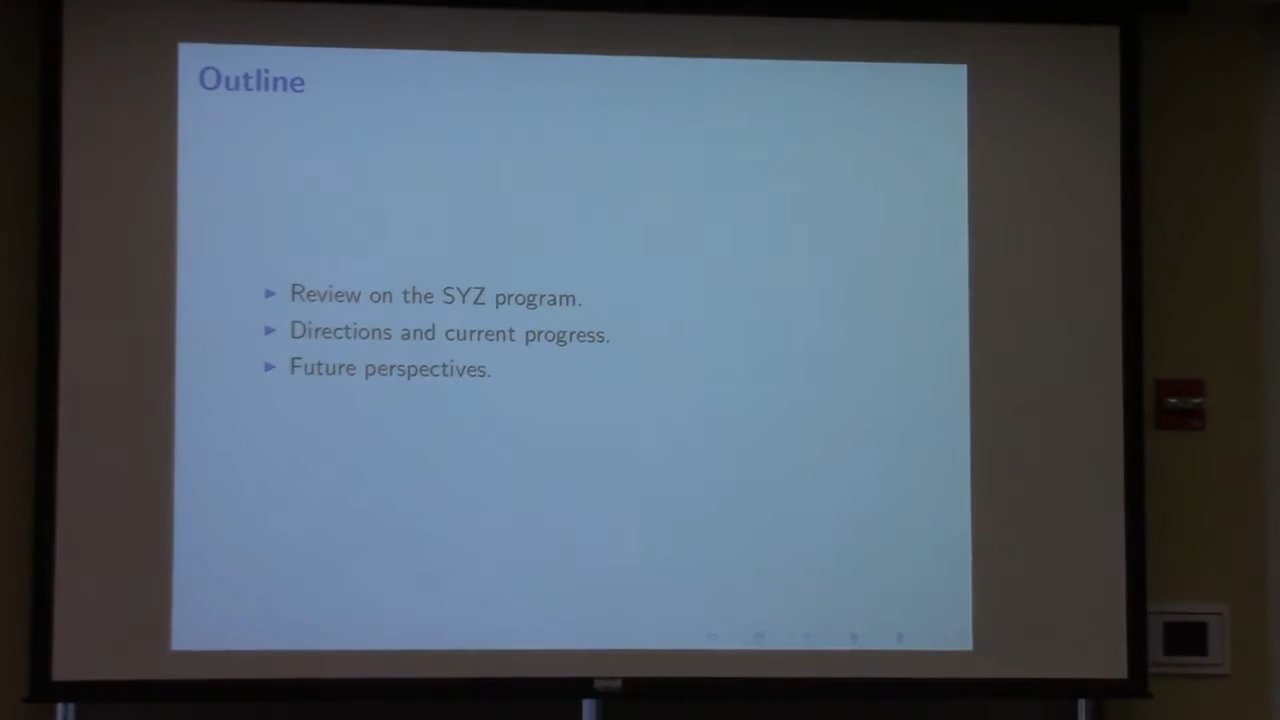 Outline
▶ Review on the SYZ program.
▶ Directions and current progress.
▶ Future perspectives.